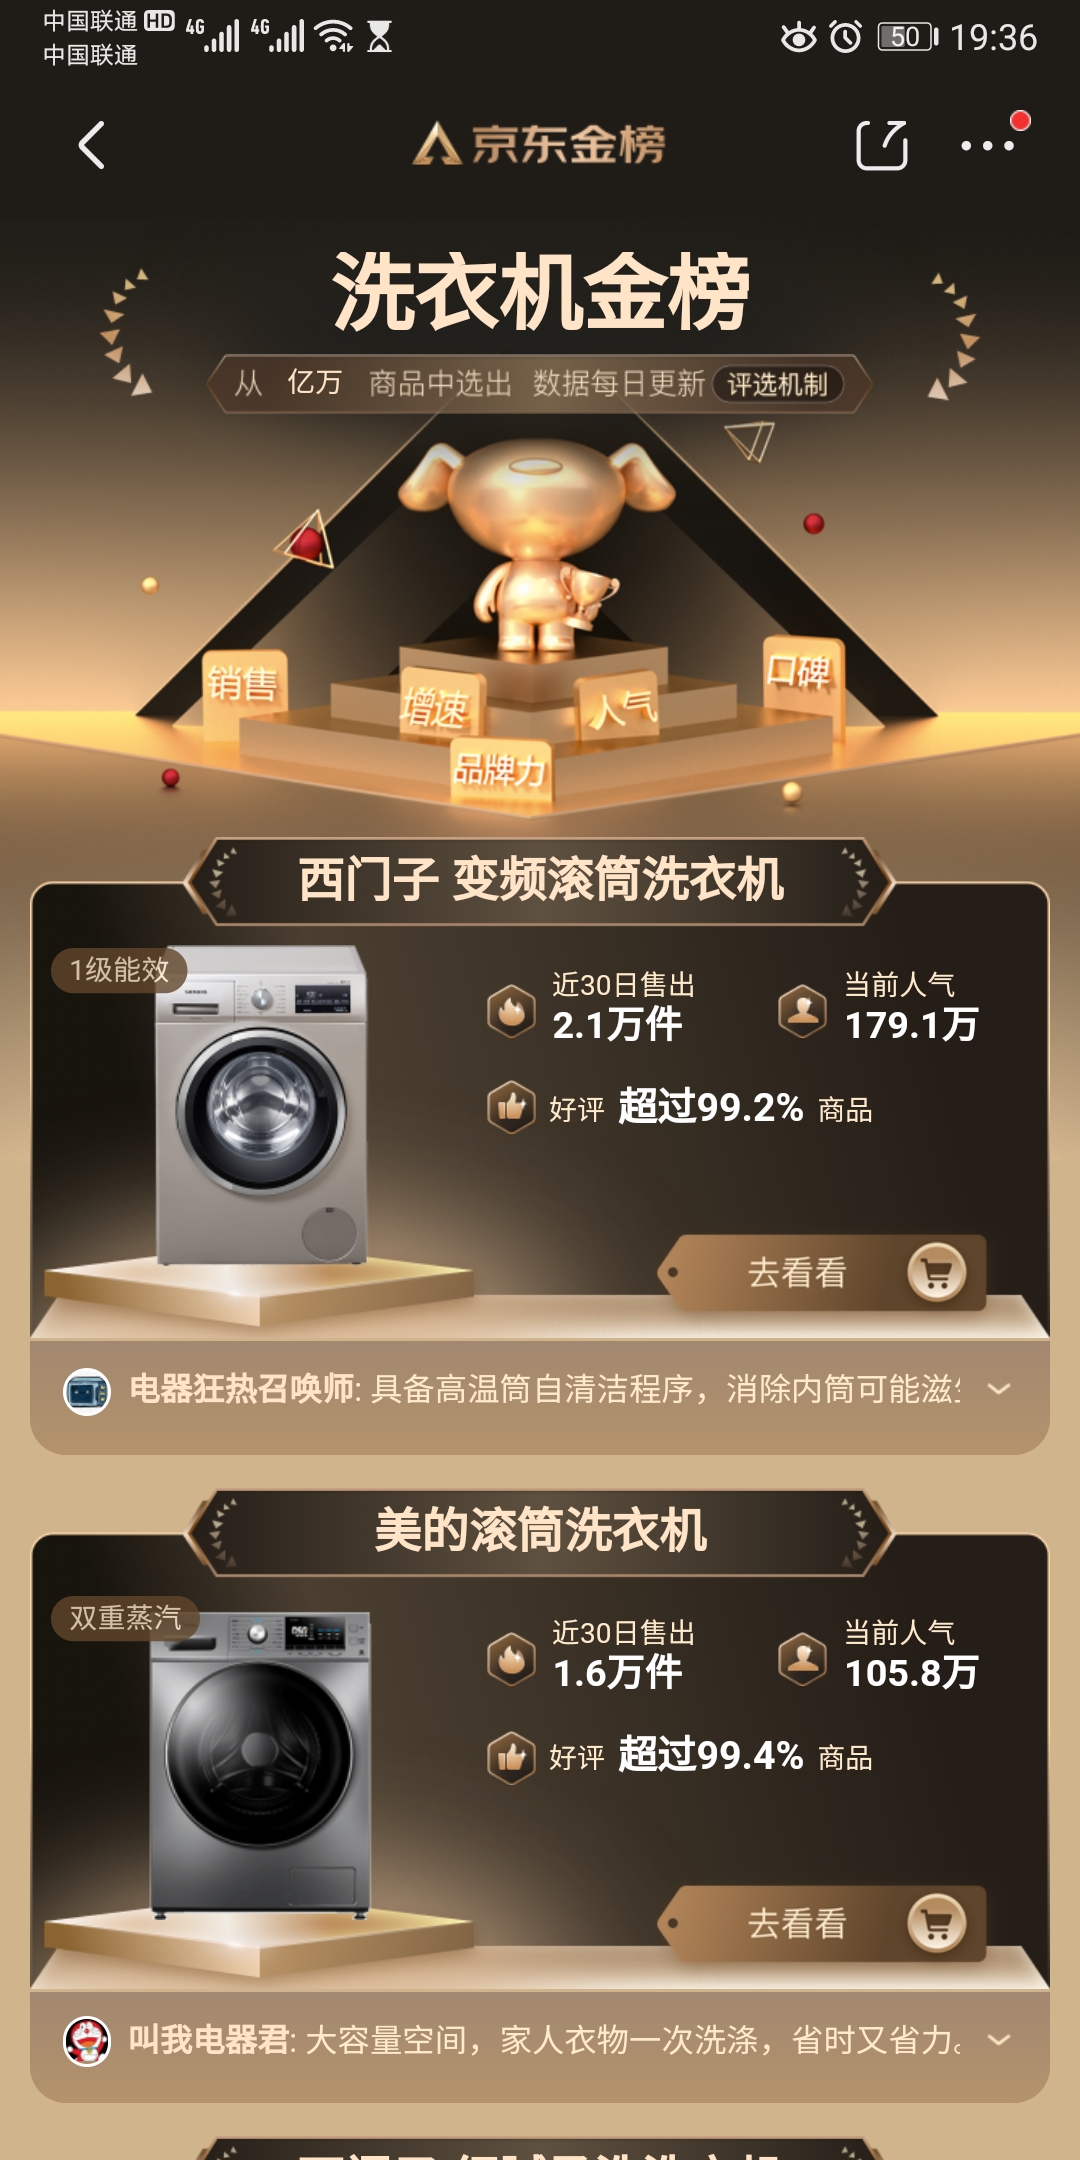 中国联通 HD 4G 4G 50 19:36
中国联通
京东金榜
洗衣机金榜
从 亿万 商品中选出 数据每日更新 评选机制
销售
口碑
增速
人气
品牌力
西门子 变频滚筒洗衣机
1级能效
近30日售出
2.1万件
当前人气
179.1万
好评 超过99.2% 商品
去看看
电器狂热召唤师: 具备高温筒自清洁程序，消除内筒可能滋
美的滚筒洗衣机
双重蒸汽
近30日售出
1.6万件
当前人气
105.8万
好评 超过99.4% 商品
去看看
叫我电器君: 大容量空间，家人衣物一次洗涤，省时又省力。